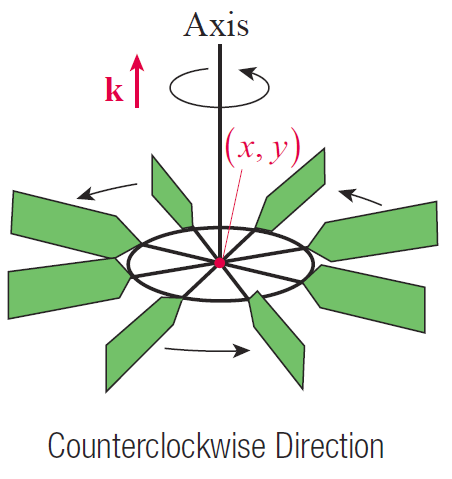 Axis
k
(x, y)
Counterclockwise Direction